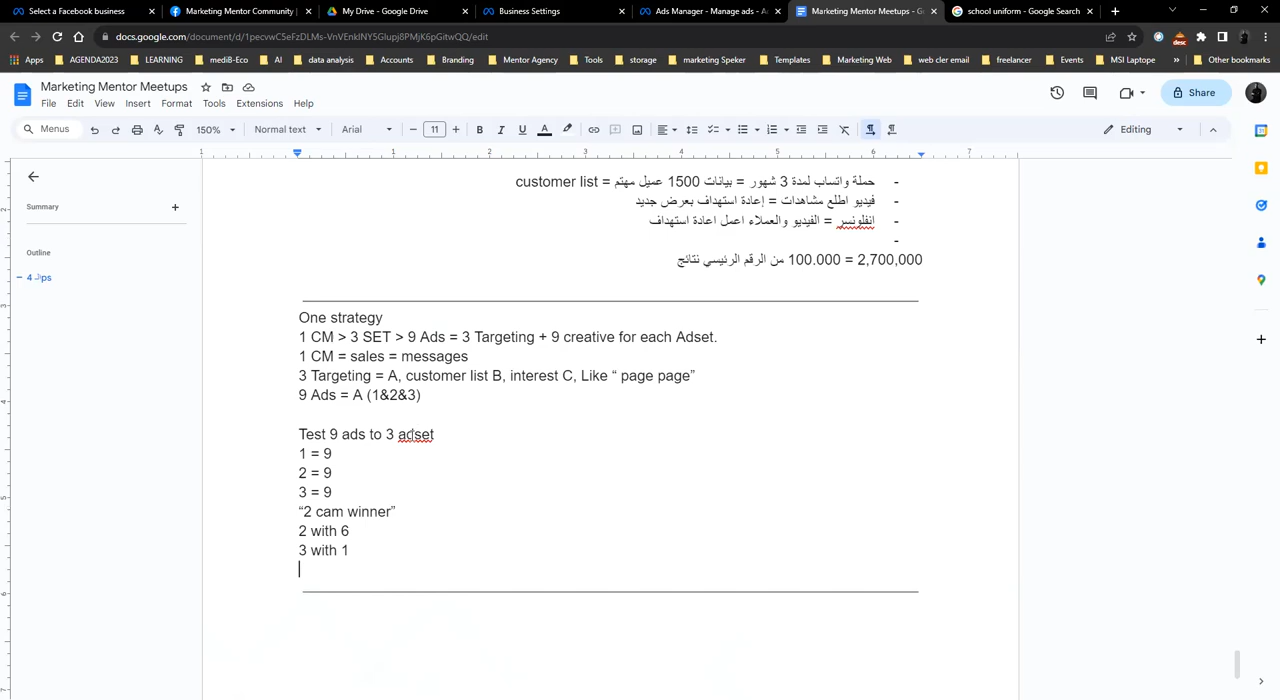 Select a Facebook business
Marketing Mentor Community |
My Drive - Google Drive
Business Settings
Ads Manager - Manage ads - A
Marketing Mentor Meetups - G
school uniform - Google Search
docs.google.com/document/d/1pecvwC5eFzDLMs-VnVEnklNY5Glupj8PMjK6pGitwQQ/edit
Apps AGENDA2023 LEARNING medi8-Eco AI data analysis Accounts Branding Mentor Agency Tools storage marketing Speker Templates Marketing Web web cler email freelancer Events MSI Laptope » Other bookmarks
Marketing Mentor Meetups
File Edit View Insert Format Tools Extensions Help
Share
Menus 150% Normal text Arial 11 Editing
Summary
Outline
حملة واتساب لمدة 3 شهور = بيانات 1500 عميل مهتم = customer list
فيديو اطلع مشاهدات = إعادة استهداف بعرض جديد
انفلونسر = الفيديو والعملاء اعمل اعادة استهداف
-
2,700,000 = 100.000 من الرقم الرئيسي نتائج
One strategy
1 CM > 3 SET > 9 Ads = 3 Targeting + 9 creative for each Adset.
1 CM = sales = messages
3 Targeting = A, customer list B, interest C, Like “ page page”
9 Ads = A (1&2&3)
Test 9 ads to 3 adset
1 = 9
2 = 9
3 = 9
“2 cam winner”
2 with 6
3 with 1